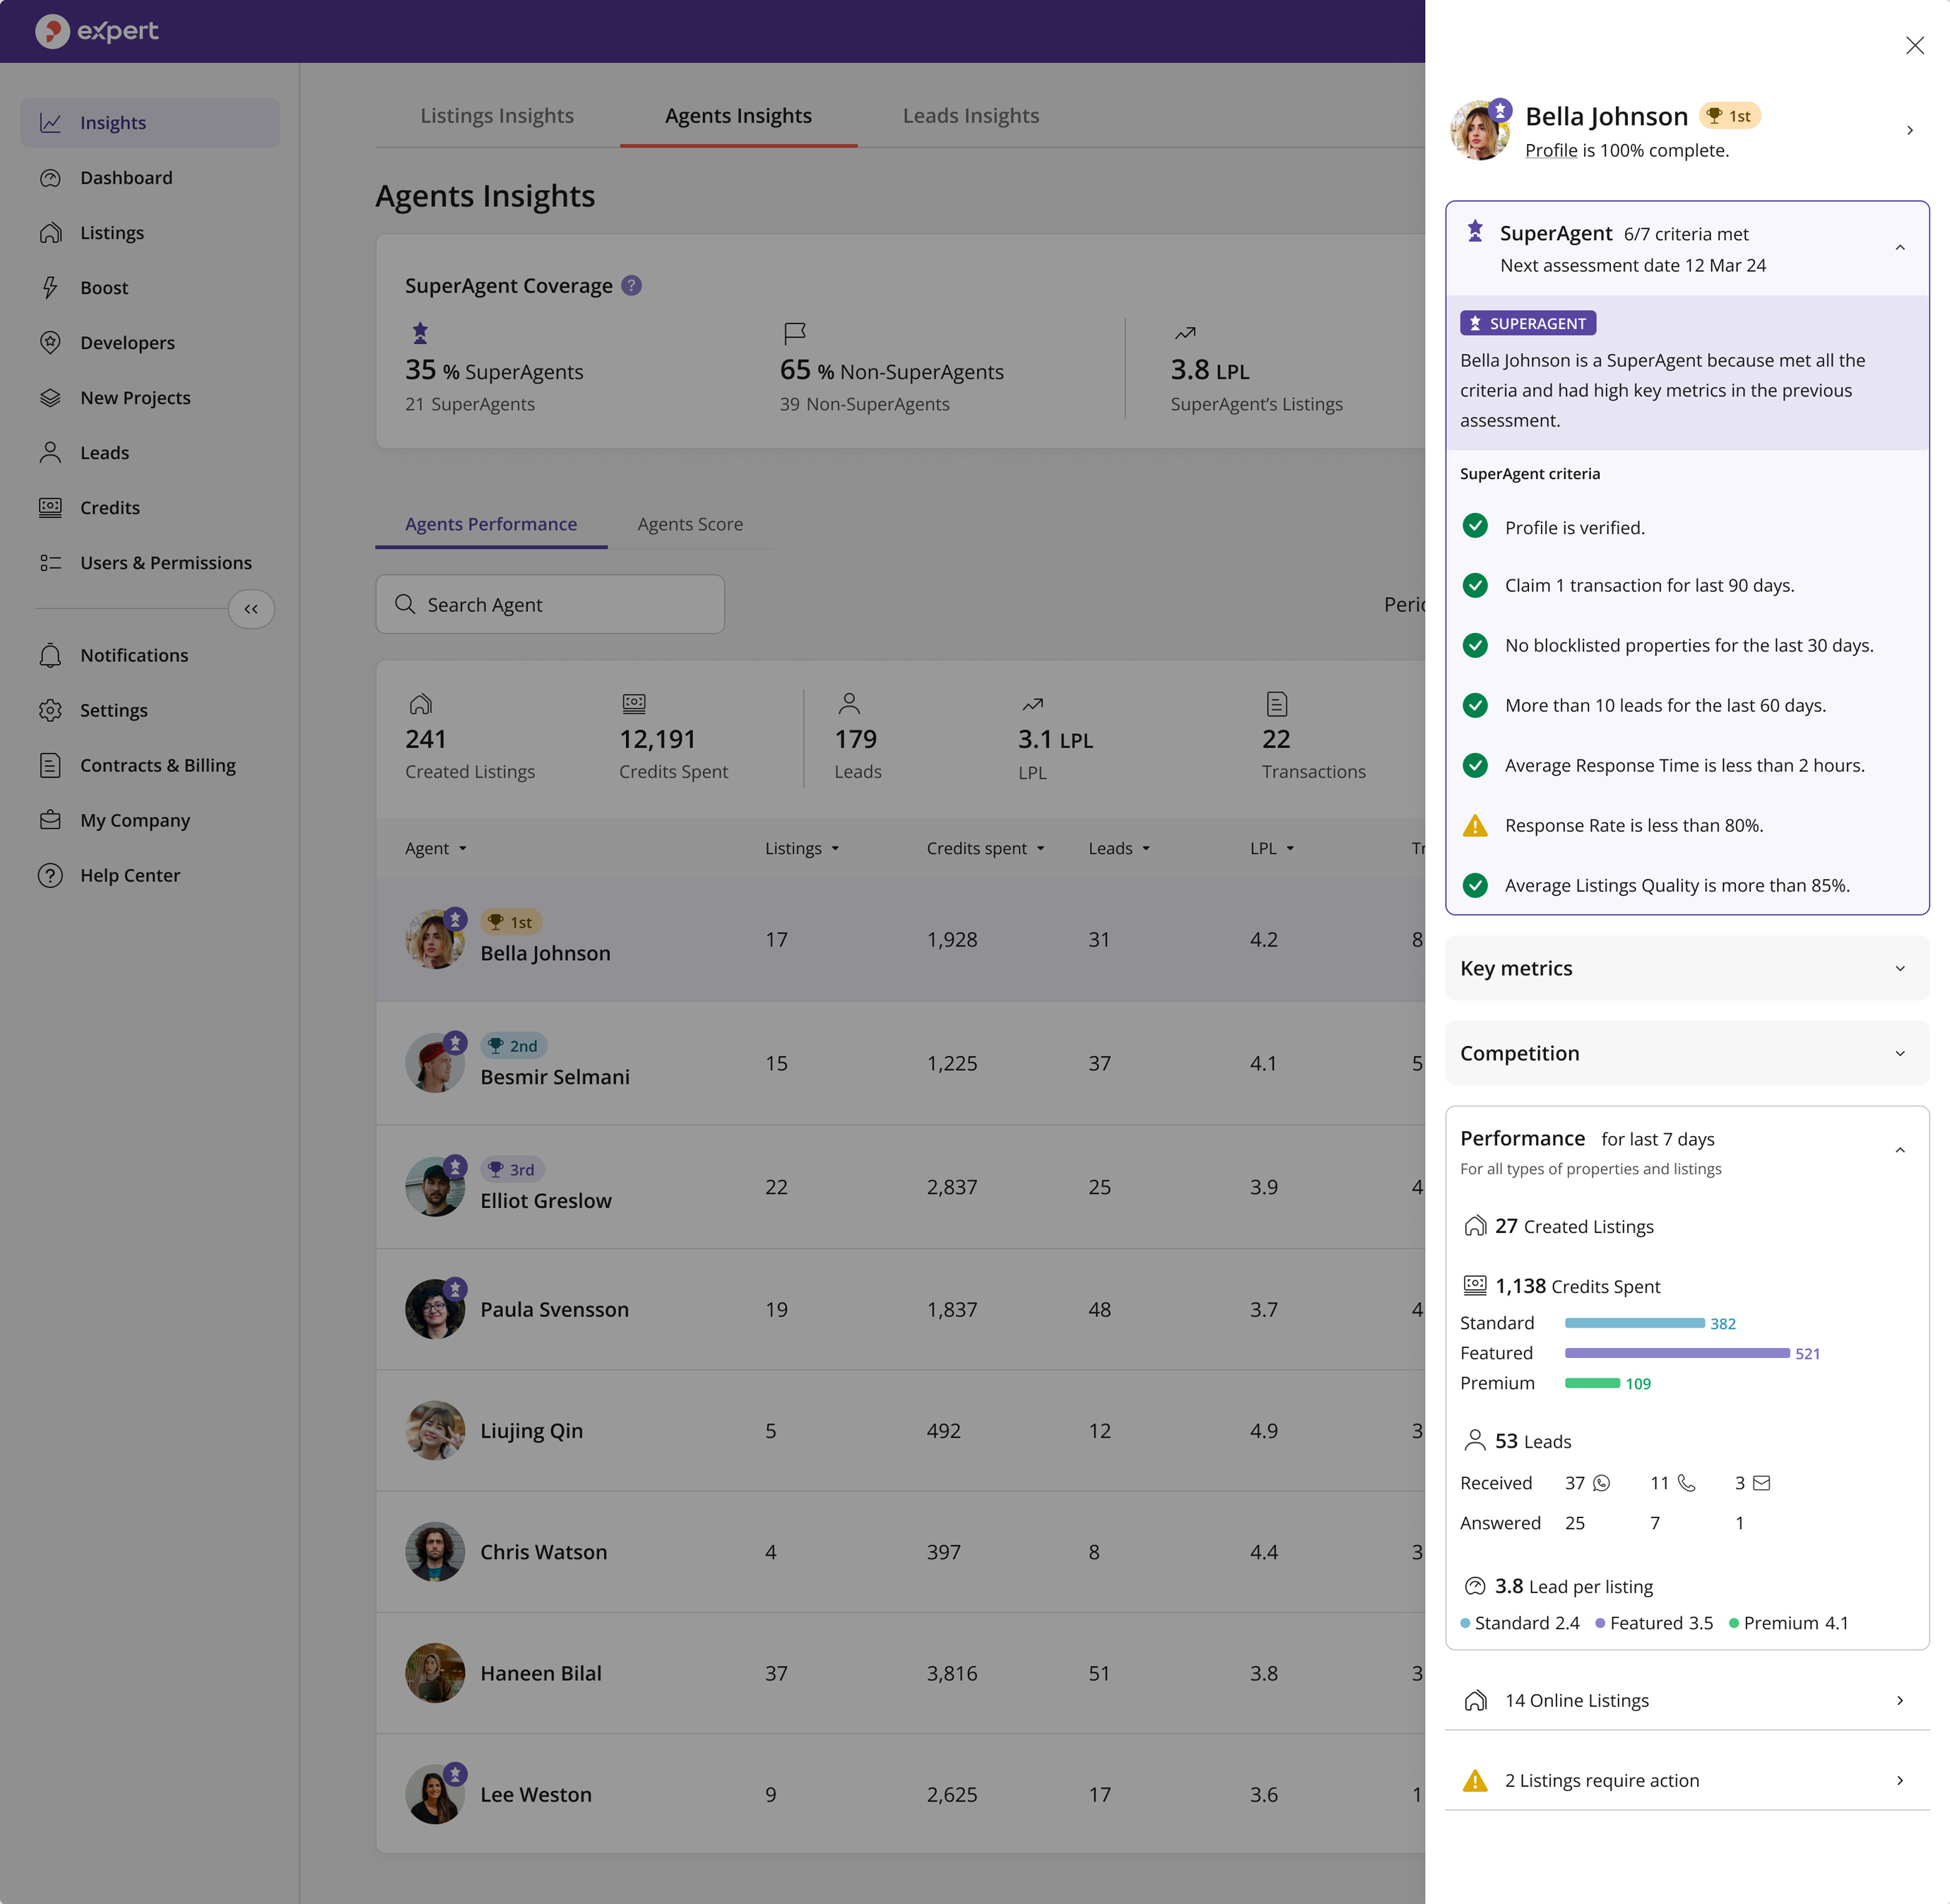 expert
Insights
Dashboard
Listings
Boost
Developers
New Projects
Leads
Credits
Users & Permissions
Notifications
Settings
Contracts & Billing
My Company
Help Center
Listings Insights
Agents Insights
Leads Insights
Agents Insights
SuperAgent Coverage ?
35 % SuperAgents
21 SuperAgents
65 % Non-SuperAgents
39 Non-SuperAgents
3.8 LPL
SuperAgent's Listings
Agents Performance
Agents Score
Search Agent
241
Created Listings
12,191
Credits Spent
179
Leads
3.1 LPL
LPL
22
Transactions
Agent Listings Credits spent Leads LPL
1st
Bella Johnson 17 1,928 31 4.2 8
2nd
Besmir Selmani 15 1,225 37 4.1 5
3rd
Elliot Greslow 22 2,837 25 3.9 4
Paula Svensson 19 1,837 48 3.7 4
Liujing Qin 5 492 12 4.9 3
Chris Watson 4 397 8 4.4 3
Haneen Bilal 37 3,816 51 3.8 3
Lee Weston 9 2,625 17 3.6 1
Bella Johnson 1st
Profile is 100% complete.
SuperAgent 6/7 criteria met
Next assessment date 12 Mar 24
SUPERAGENT
Bella Johnson is a SuperAgent because met all the
criteria and had high key metrics in the previous
assessment.
SuperAgent criteria
Profile is verified.
Claim 1 transaction for last 90 days.
No blocklisted properties for the last 30 days.
More than 10 leads for the last 60 days.
Average Response Time is less than 2 hours.
Response Rate is less than 80%.
Average Listings Quality is more than 85%.
Key metrics
Competition
Performance for last 7 days
For all types of properties and listings
27 Created Listings
1,138 Credits Spent
Standard 382
Featured 521
Premium 109
53 Leads
Received 37 11 3
Answered 25 7 1
3.8 Lead per listing
Standard 2.4 Featured 3.5 Premium 4.1
14 Online Listings
2 Listings require action